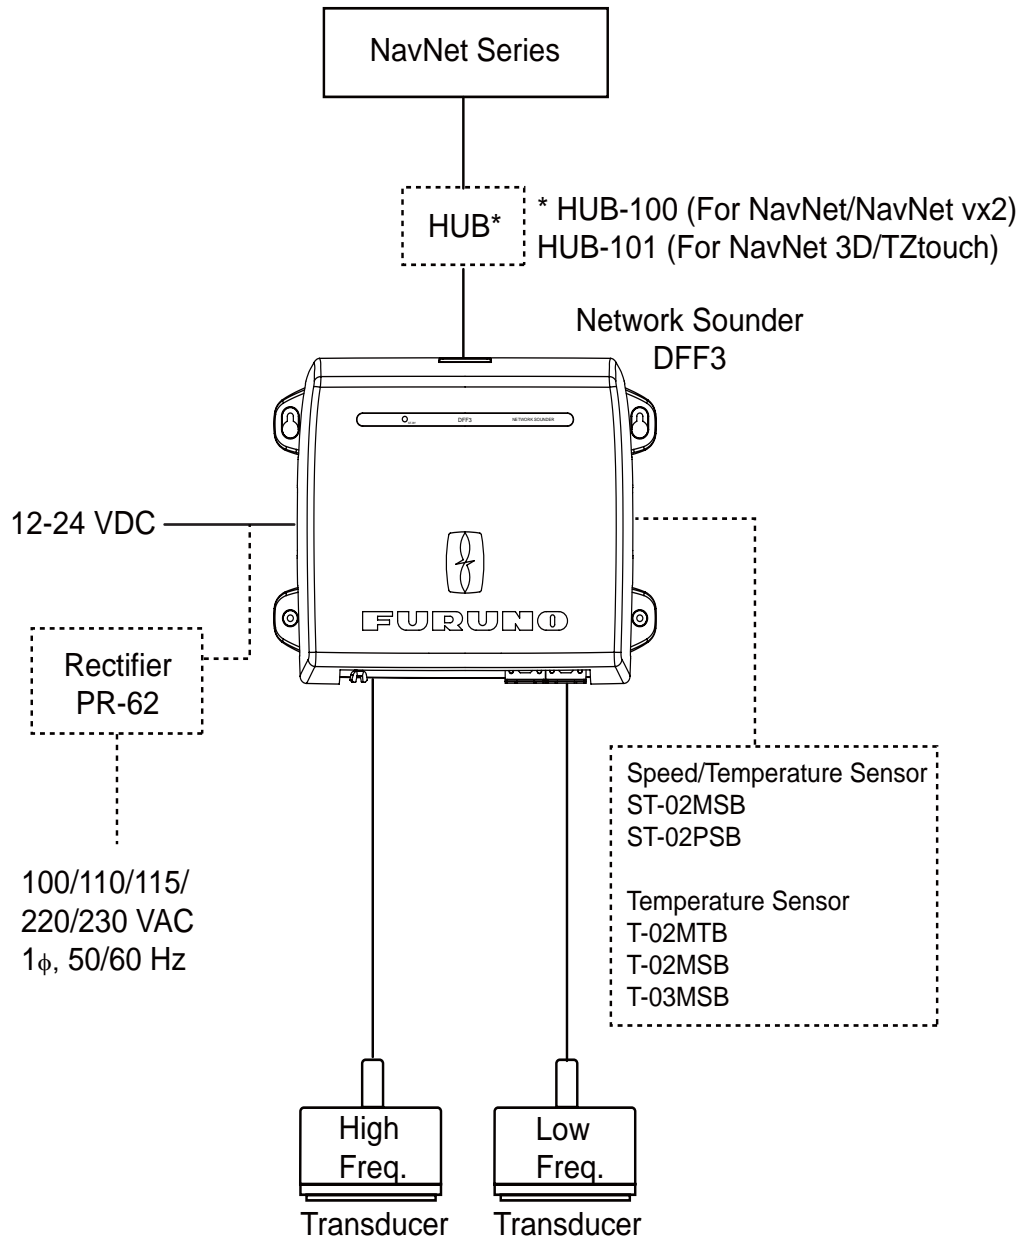 NavNet Series
HUB*
* HUB-100 (For NavNet/NavNet vx2)
HUB-101 (For NavNet 3D/TZtouch)
Network Sounder
DFF3
DFF3
NETWORK SOUNDER
12-24 VDC
FURUNO
Rectifier
PR-62
Speed/Temperature Sensor
ST-02MSB
ST-02PSB
Temperature Sensor
T-02MTB
T-02MSB
T-03MSB
100/110/115/
220/230 VAC
1ϕ, 50/60 Hz
High
Freq.
Transducer
Low
Freq.
Transducer